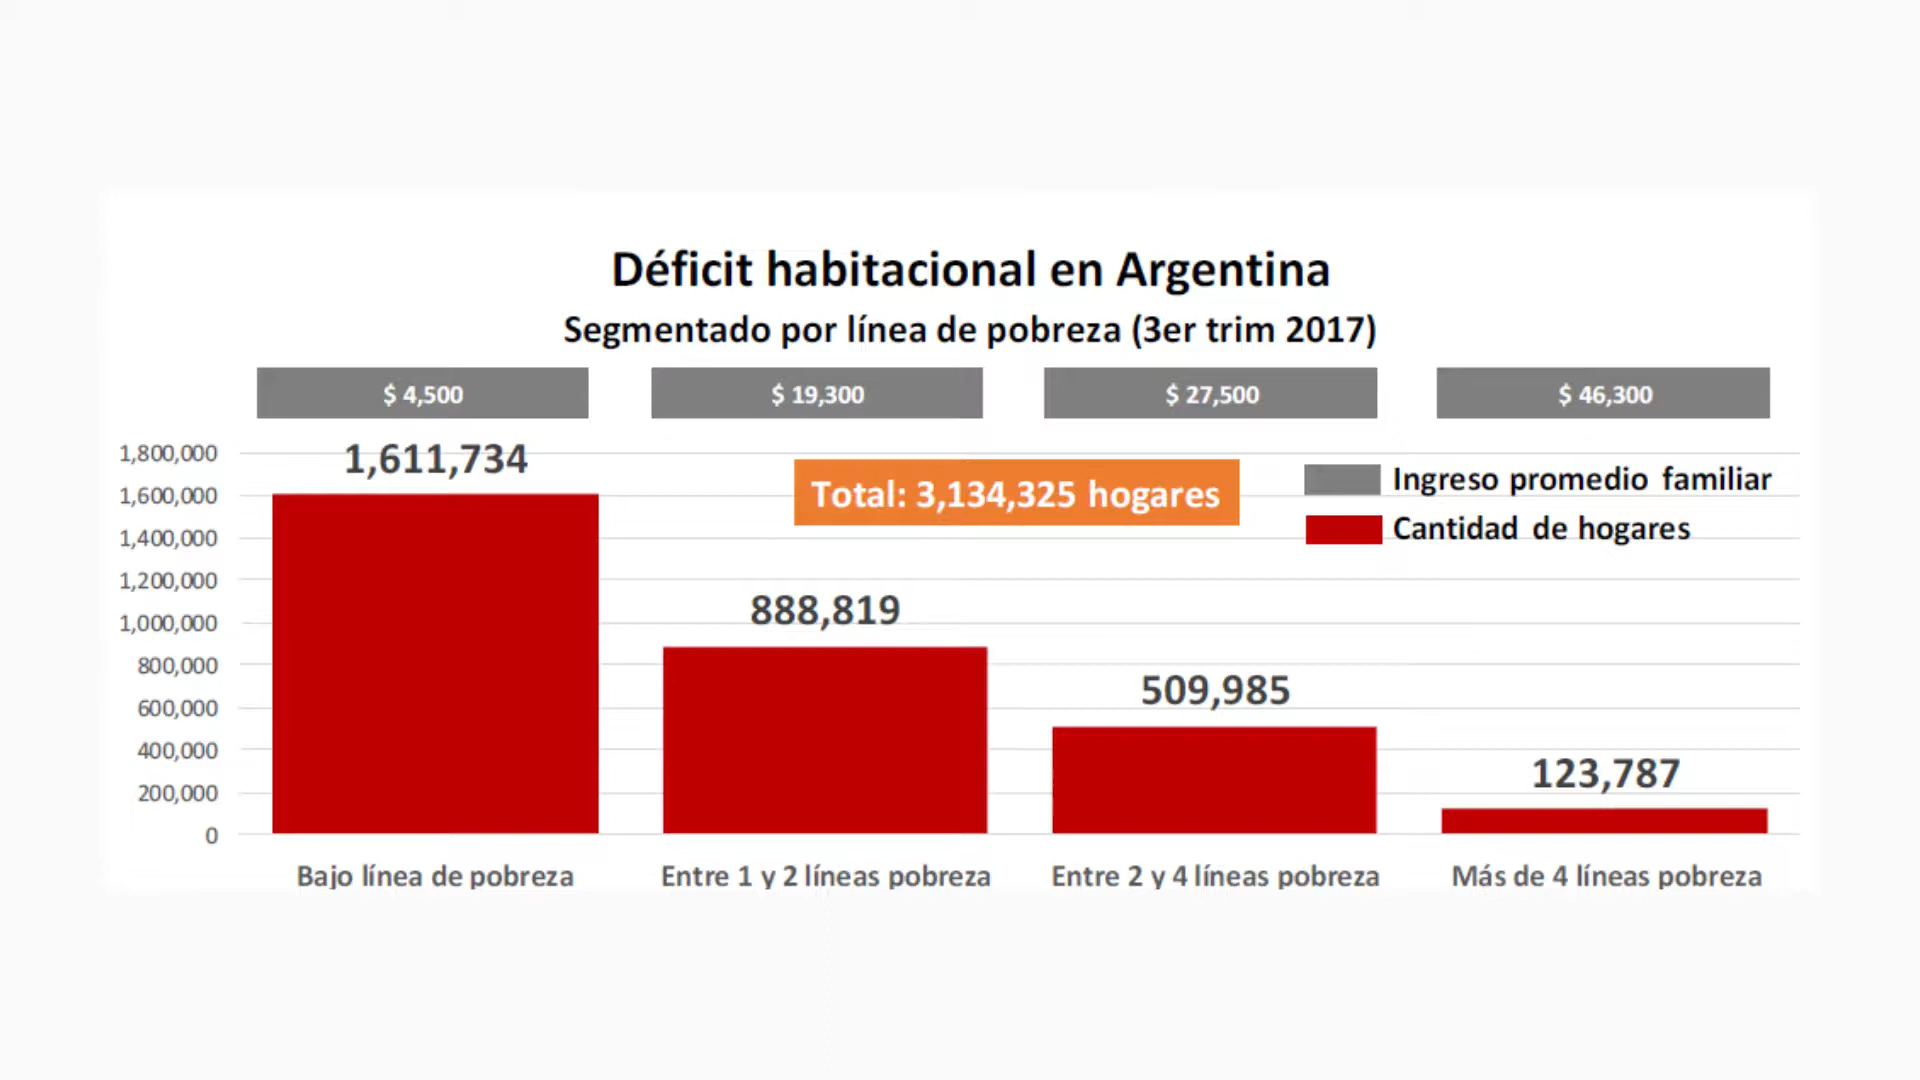 Déficit habitacional en Argentina
Segmentado por línea de pobreza (3er trim 2017)
$ 4,500
$ 19,300
$ 27,500
$ 46,300
1,800,000
1,600,000
1,400,000
1,200,000
1,000,000
800,000
600,000
400,000
200,000
0
1,611,734
888,819
509,985
123,787
Total: 3,134,325 hogares
Ingreso promedio familiar
Cantidad de hogares
Bajo línea de pobreza
Entre 1 y 2 líneas pobreza
Entre 2 y 4 líneas pobreza
Más de 4 líneas pobreza